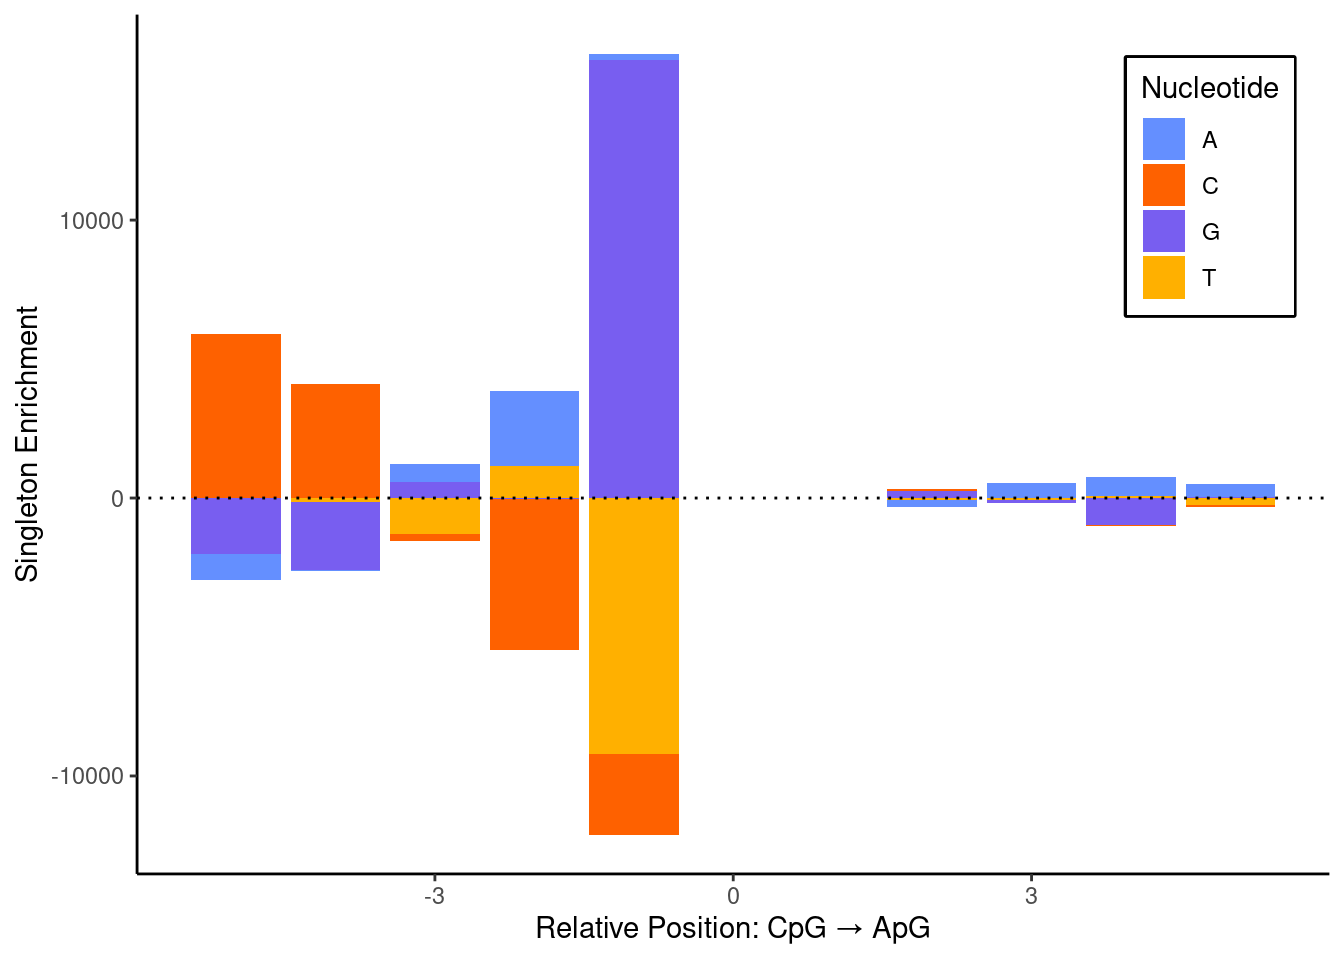 Nucleotide
A
C
G
T
Singleton Enrichment
10000
0
-10000
-3
0
3
Relative Position: CpG → ApG